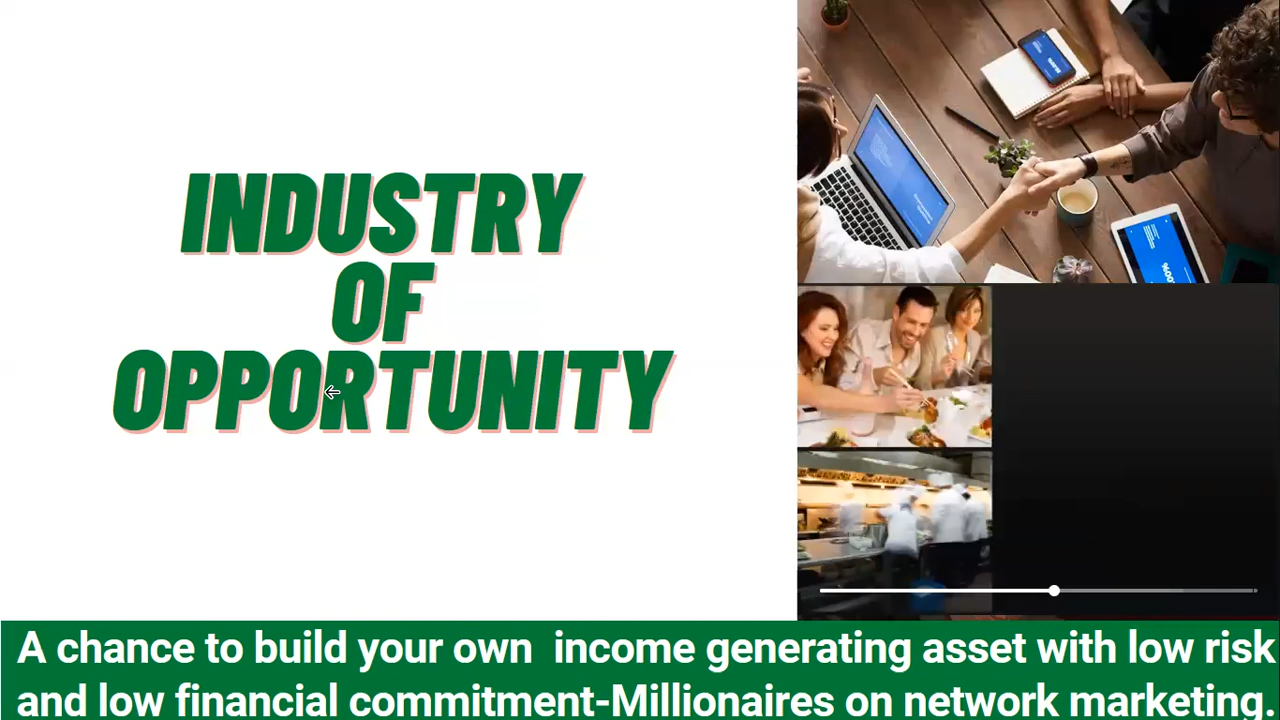 INDUSTRY
OF
OPPORTUNITY
A chance to build your own  income generating asset with low risk
and low financial commitment-Millionaires on network marketing.